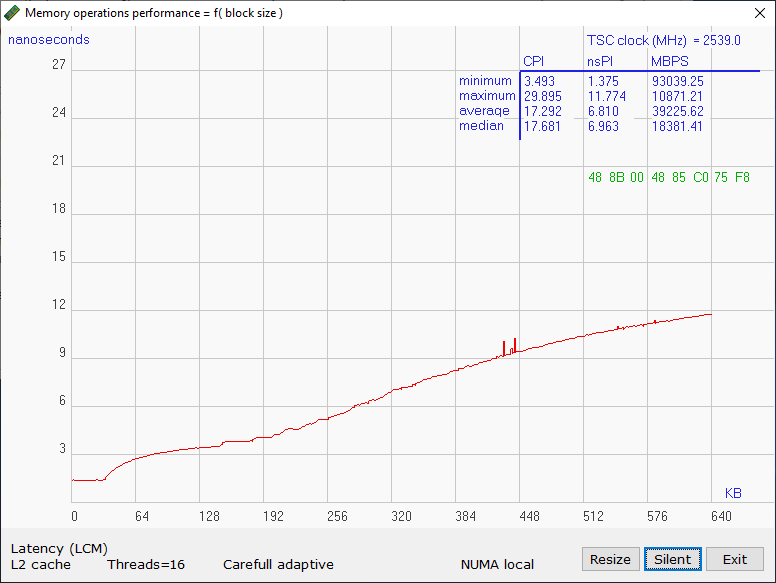 Memory operations performance = f( block size )
nanoseconds
TSC clock (MHz) = 2539.0
CPI nsPI MBPS
minimum 3.493 1.375 93039.25
maximum 29.895 11.774 10871.21
average 17.292 6.810 39225.62
median 17.681 6.963 18381.41
48 8B 00 48 85 C0 75 F8
27
24
21
18
15
12
9
6
3
KB
0 64 128 192 256 320 384 448 512 576 640
Latency (LCM)
L2 cache Threads=16 Carefull adaptive NUMA local
Resize Silent Exit